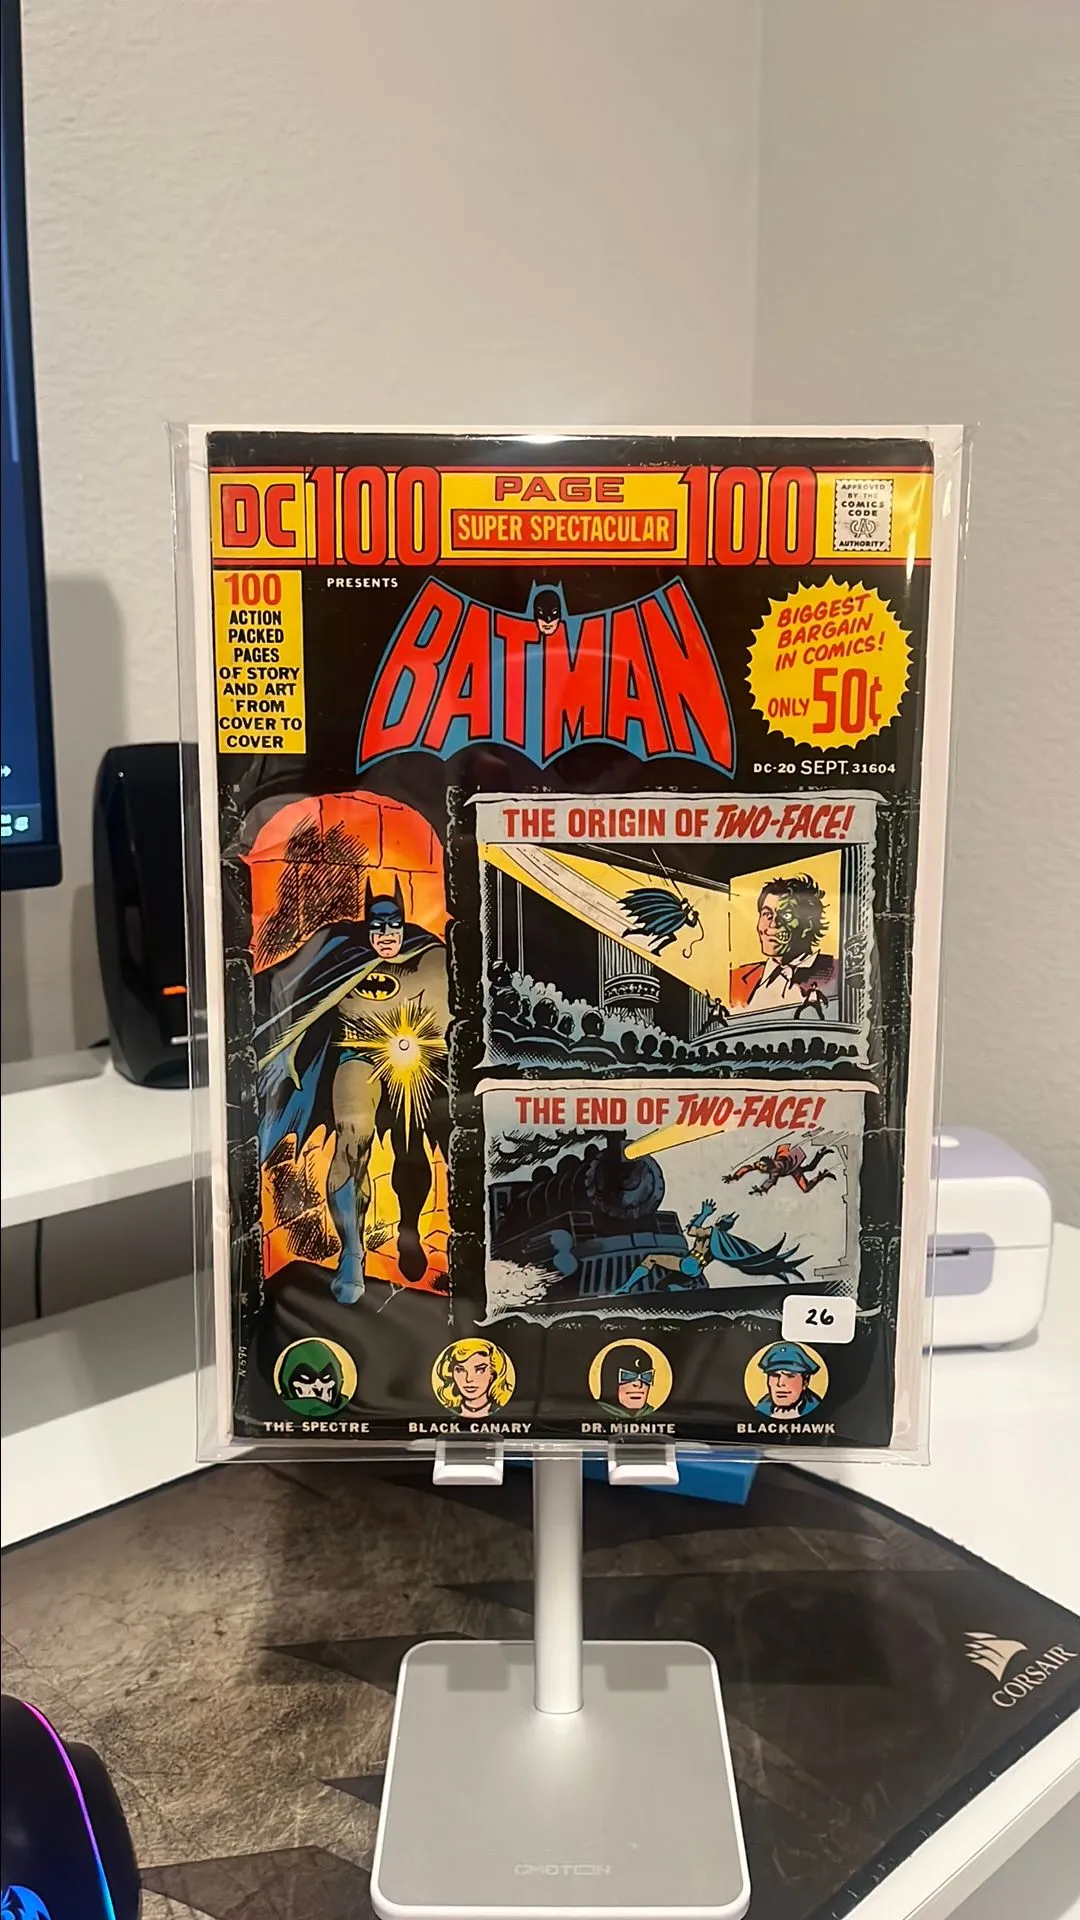 DC 100 PAGE 100
SUPER SPECTACULAR
APPROVED
BY THE
COMICS
CODE
AUTHORITY
100
ACTION
PACKED
PAGES
OF STORY
AND ART
FROM
COVER TO
COVER
PRESENTS
BATMAN
BIGGEST
BARGAIN
IN COMICS!
ONLY 50¢
DC-20 SEPT. 31604
THE ORIGIN OF TWO-FACE!
THE END OF TWO-FACE!
26
THE SPECTRE
BLACK CANARY
DR. MIDNITE
BLACKHAWK
CORSAIR